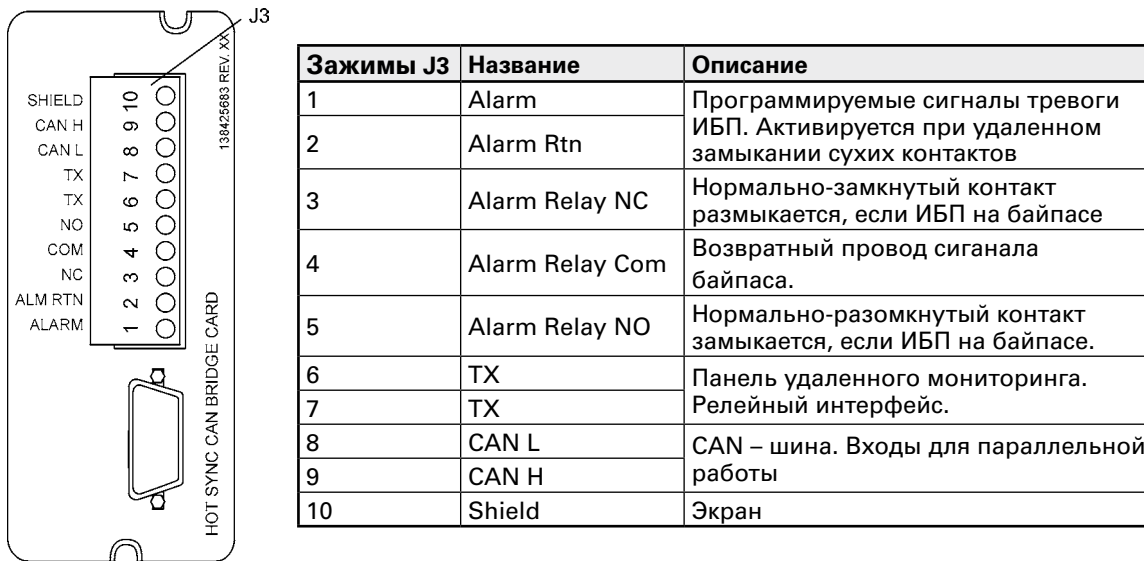 J3
138425683 REV. XX
SHIELD 10
CAN H 9
CAN L 8
TX 7
TX 6
NO 5
COM 4
NC 3
ALM RTN 2
ALARM 1
HOT SYNC CAN BRIDGE CARD
Зажимы J3 Название Описание
1 Alarm Программируемые сигналы тревоги
ИБП. Активируется при удаленном
2 Alarm Rtn замыкании сухих контактов
3 Alarm Relay NC Нормально-замкнутый контакт
размыкается, если ИБП на байпасе
4 Alarm Relay Com Возвратный провод сиганала
байпаса.
5 Alarm Relay NO Нормально-разомкнутый контакт
замыкается, если ИБП на байпасе.
6 TX Панель удаленного мониторинга.
7 TX Релейный интерфейс.
8 CAN L CAN – шина. Входы для параллельной
9 CAN H работы
10 Shield Экран